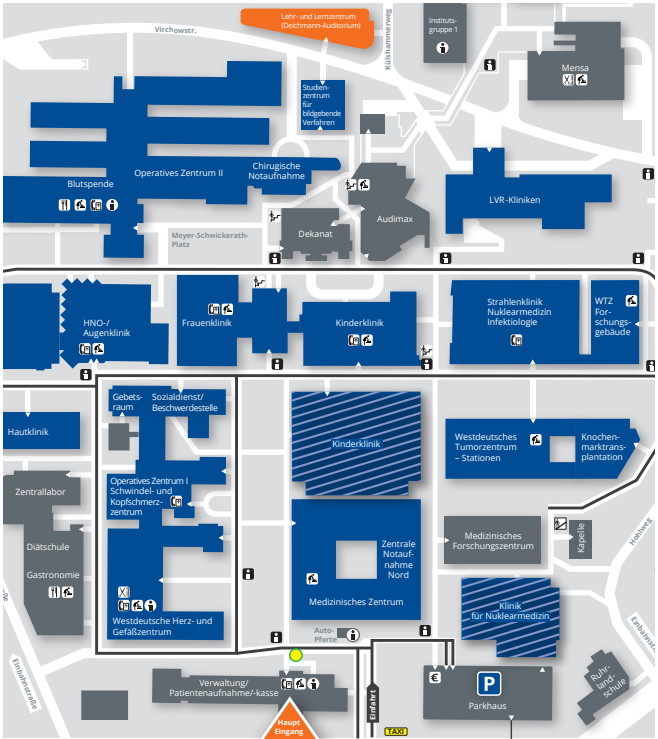 Lehr- und Lernzentrum
(Deichmann-Auditorium)
Virchowstr.
Külshammerweg
Instituts-
gruppe 1
Mensa
Studien-
zentrum
für
bildgebende
Verfahren
Operatives Zentrum II
Chirugische
Notaufnahme
Blutspende
LVR-Kliniken
Audimax
Dekanat
Meyer-Schwickerath-
Platz
HNO-/
Augenklinik
Frauenklinik
Kinderklinik
Strahlenklinik
Nuklearmedizin
Infektiologie
WTZ
For-
schungs-
gebäude
Gebets-
raum
Sozialdienst/
Beschwerdestelle
Hautklinik
Kinderklinik
Westdeutsches
Tumorzentrum
– Stationen
Knochen-
marktrans-
plantation
Operatives Zentrum I
Schwindel- und
Kopfschmerz-
zentrum
Zentrallabor
Diätschule
Gastronomie
Zentrale
Notauf-
nahme
Nord
Medizinisches Zentrum
Medizinisches
Forschungszentrum
Kapelle
Hohlweg
Westdeutsche Herz- und
Gefäßzentrum
Klinik
für Nuklearmedizin
Auto-
Pforte
Einbahnstraße
Einbahnstr
Verwaltung/
Patientenaufnahme/-kasse
Haupt
Eingang
Einfahrt
TAXI
€
P
Parkhaus
Ruhr-
land-
schule